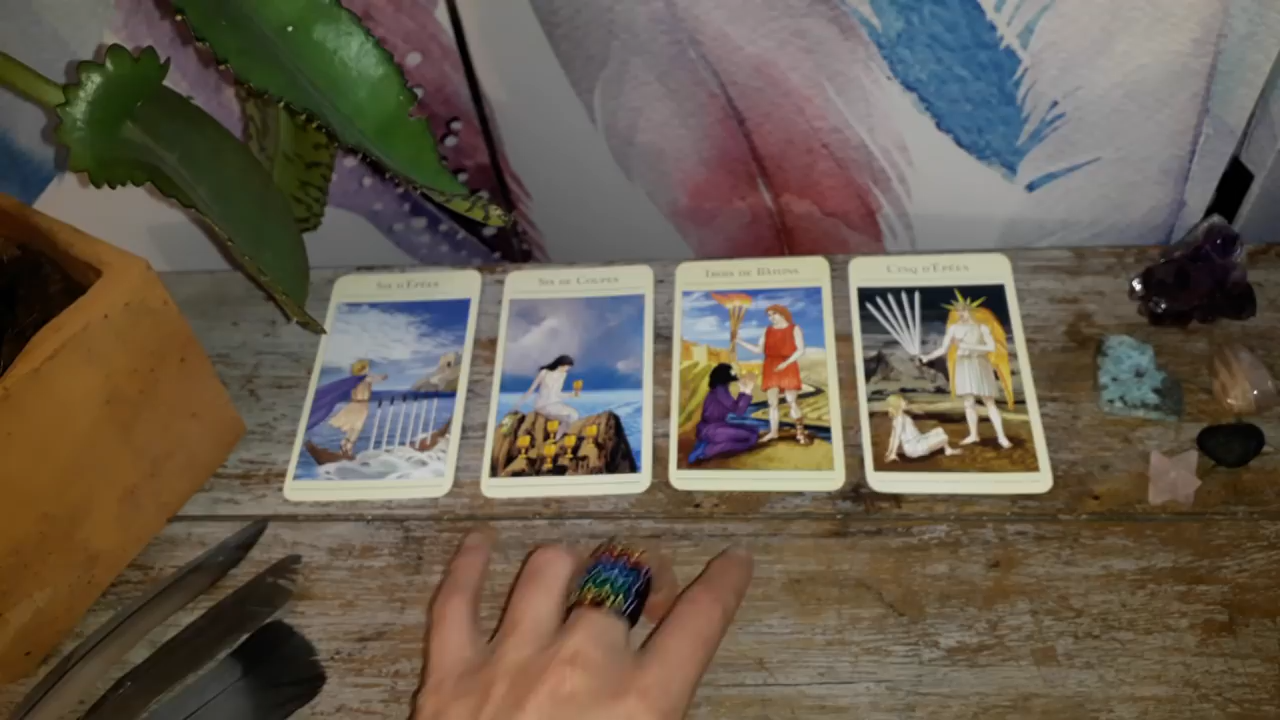 SIX D'ÉPÉES
SIX DE COUPES
TROIS DE BÂTONS
CINQ D'ÉPÉES